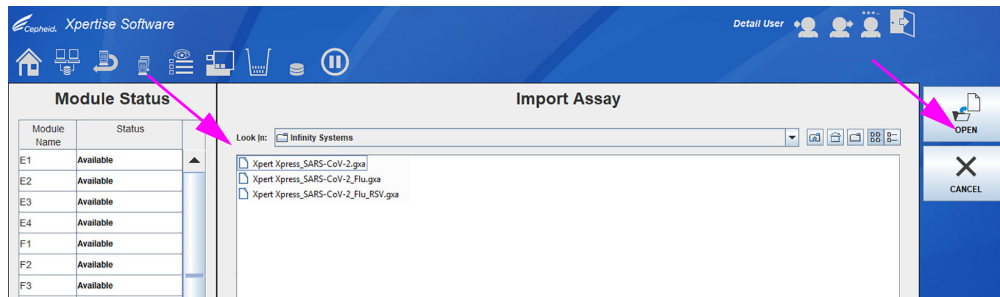 Cepheid. Xpertise Software
Detail User
Module Status
Import Assay
Module Name
Status
Look In:
Infinity Systems
OPEN
CANCEL
E1 Available
E2 Available
E3 Available
E4 Available
F1 Available
F2 Available
F3 Available
Xpert Xpress_SARS-CoV-2.gxa
Xpert Xpress_SARS-CoV-2_Flu.gxa
Xpert Xpress_SARS-CoV-2_Flu_RSV.gxa